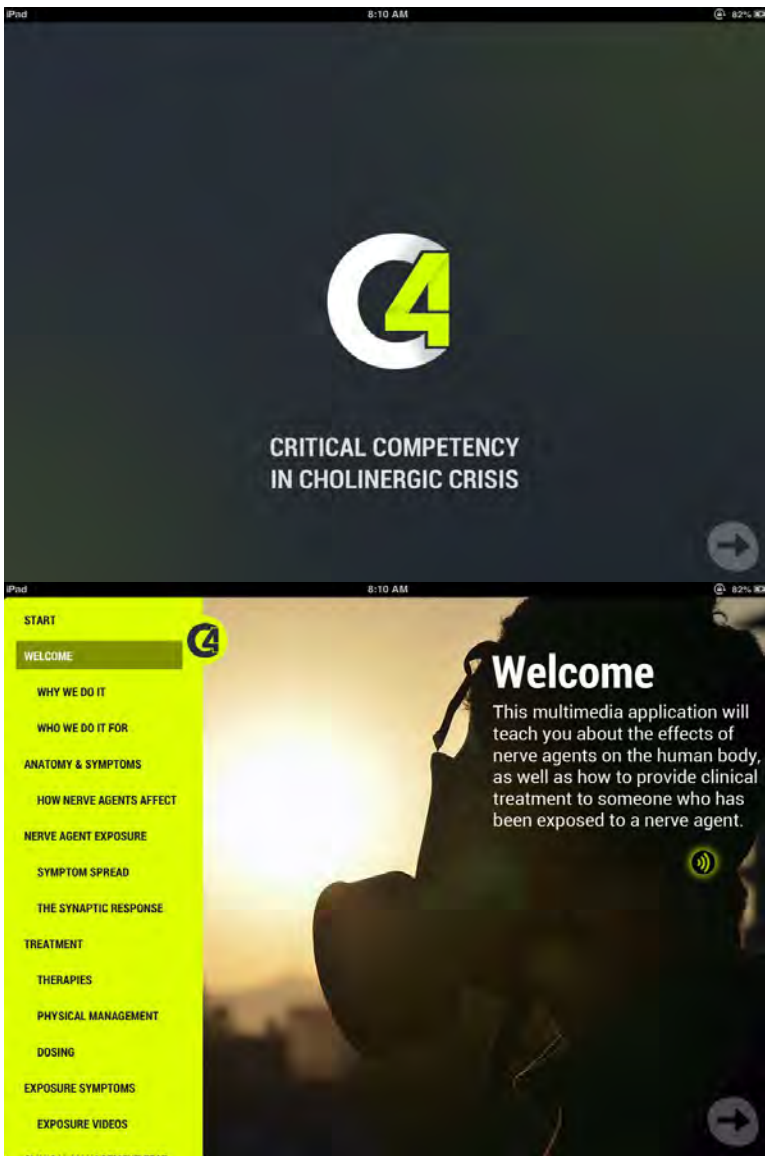 iPad
8:10 AM
82%
C4
CRITICAL COMPETENCY
IN CHOLINERGIC CRISIS
iPad
8:10 AM
82%
START
WELCOME
WHY WE DO IT
WHO WE DO IT FOR
ANATOMY & SYMPTOMS
HOW NERVE AGENTS AFFECT
NERVE AGENT EXPOSURE
SYMPTOM SPREAD
THE SYNAPTIC RESPONSE
TREATMENT
THERAPIES
PHYSICAL MANAGEMENT
DOSING
EXPOSURE SYMPTOMS
EXPOSURE VIDEOS
C4
Welcome
This multimedia application will
teach you about the effects of
nerve agents on the human body,
as well as how to provide clinical
treatment to someone who has
been exposed to a nerve agent.